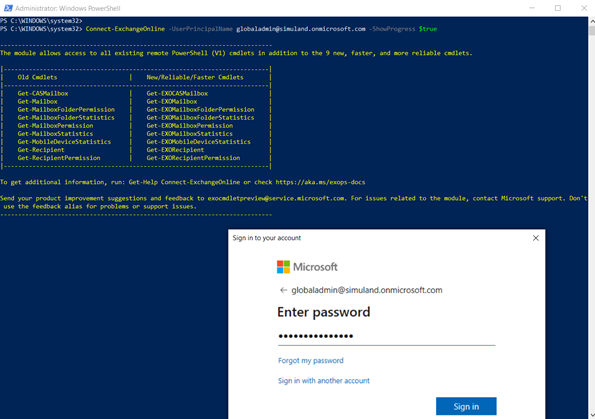 Administrator: Windows PowerShell
PS C:\WINDOWS\system32>
PS C:\WINDOWS\system32> Connect-ExchangeOnline -UserPrincipalName globaladmin@simuland.onmicrosoft.com -ShowProgress $true
----------------------------------------------------------------------------
The module allows access to all existing remote PowerShell (V1) cmdlets in addition to the 9 new, faster, and more reliable cmdlets.
|--------------------------------------------------------------------------|
| Old Cmdlets | New/Reliable/Faster Cmdlets |
|--------------------------------------------------------------------------|
| Get-CASMailbox | Get-EXOCASMailbox |
| Get-Mailbox | Get-EXOMailbox |
| Get-MailboxFolderPermission | Get-EXOMailboxFolderPermission |
| Get-MailboxFolderStatistics | Get-EXOMailboxFolderStatistics |
| Get-MailboxPermission | Get-EXOMailboxPermission |
| Get-MailboxStatistics | Get-EXOMailboxStatistics |
| Get-MobileDeviceStatistics | Get-EXOMobileDeviceStatistics |
| Get-Recipient | Get-EXORecipient |
| Get-RecipientPermission | Get-EXORecipientPermission |
|--------------------------------------------------------------------------|
To get additional information, run: Get-Help Connect-ExchangeOnline or check https://aka.ms/exops-docs
Send your product improvement suggestions and feedback to exocmdletpreview@service.microsoft.com. For issues related to the module, contact Microsoft support. Don't
use the feedback alias for problems or support issues.
----------------------------------------------------------------------------
Sign in to your account
Microsoft
globaladmin@simuland.onmicrosoft.com
Enter password
Forgot my password
Sign in with another account
Sign in